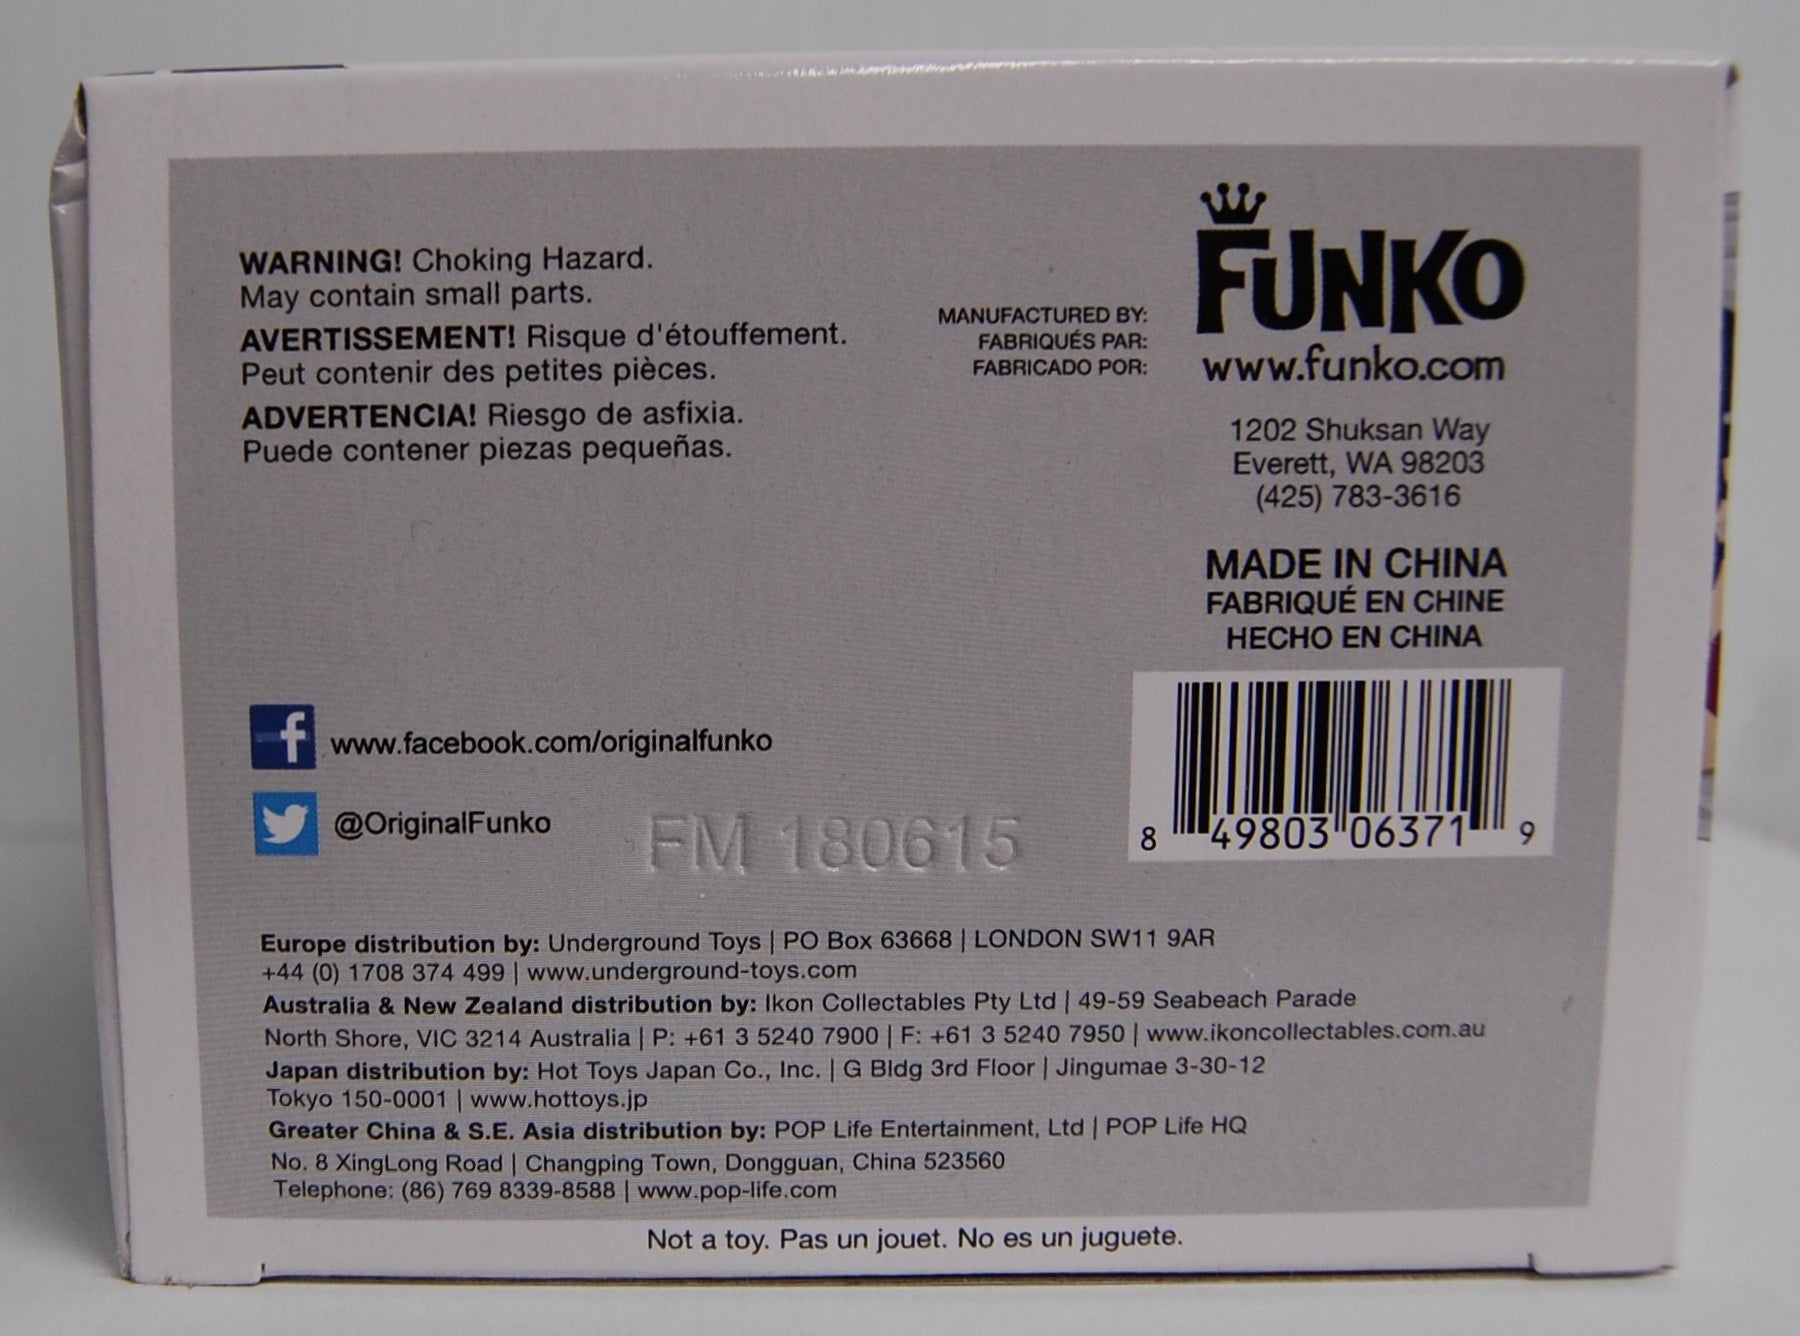 WARNING! Choking Hazard.
May contain small parts.
AVERTISSEMENT! Risque d'étouffement.
Peut contenir des petites pièces.
ADVERTENCIA! Riesgo de asfixia.
Puede contener piezas pequeñas.
MANUFACTURED BY:
FABRIQUÉS PAR:
FABRICADO POR:
FUNKO
www.funko.com
1202 Shuksan Way
Everett, WA 98203
(425) 783-3616
MADE IN CHINA
FABRIQUÉ EN CHINE
HECHO EN CHINA
f www.facebook.com/originalfunko
@OriginalFunko
FM 180615
8 49803 06371 9
Europe distribution by: Underground Toys | PO Box 63668 | LONDON SW11 9AR
+44 (0) 1708 374 499 | www.underground-toys.com
Australia & New Zealand distribution by: Ikon Collectables Pty Ltd | 49-59 Seabeach Parade
North Shore, VIC 3214 Australia | P: +61 3 5240 7900 | F: +61 3 5240 7950 | www.ikoncollectables.com.au
Japan distribution by: Hot Toys Japan Co., Inc. | G Bldg 3rd Floor | Jingumae 3-30-12
Tokyo 150-0001 | www.hottoys.jp
Greater China & S.E. Asia distribution by: POP Life Entertainment, Ltd | POP Life HQ
No. 8 XingLong Road | Changping Town, Dongguan, China 523560
Telephone: (86) 769 8339-8588 | www.pop-life.com
Not a toy. Pas un jouet. No es un juguete.